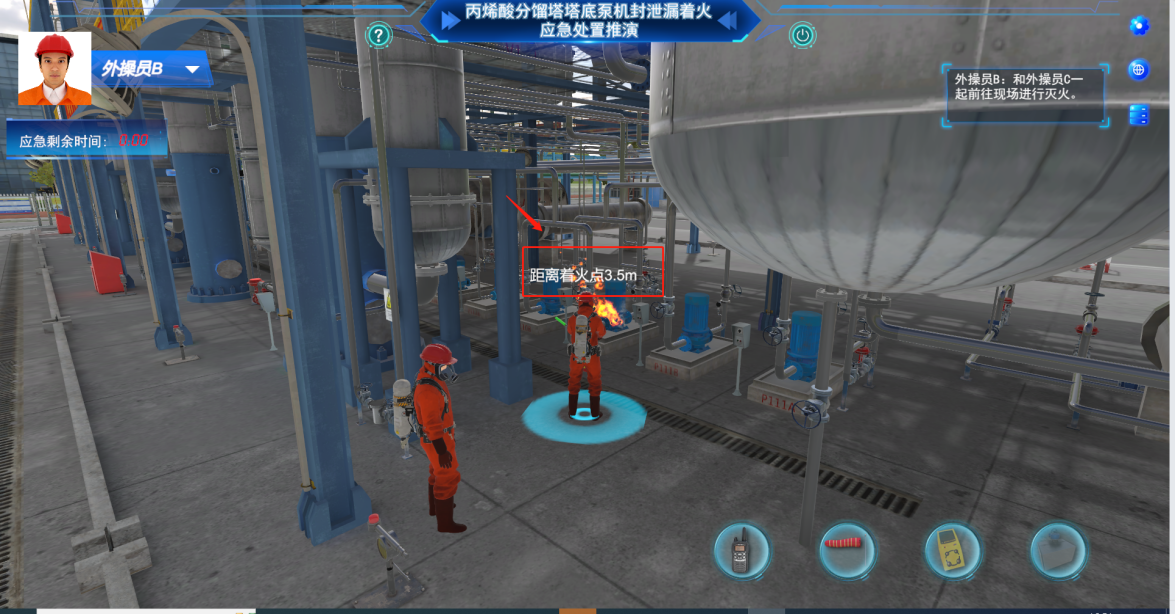 丙烯酸分馏塔塔底泵机封泄漏着火
应急处置推演
?
外操员B
外操员B：和外操员C一
起前往现场进行灭火。
应急剩余时间：0:00
距离着火点3.5m